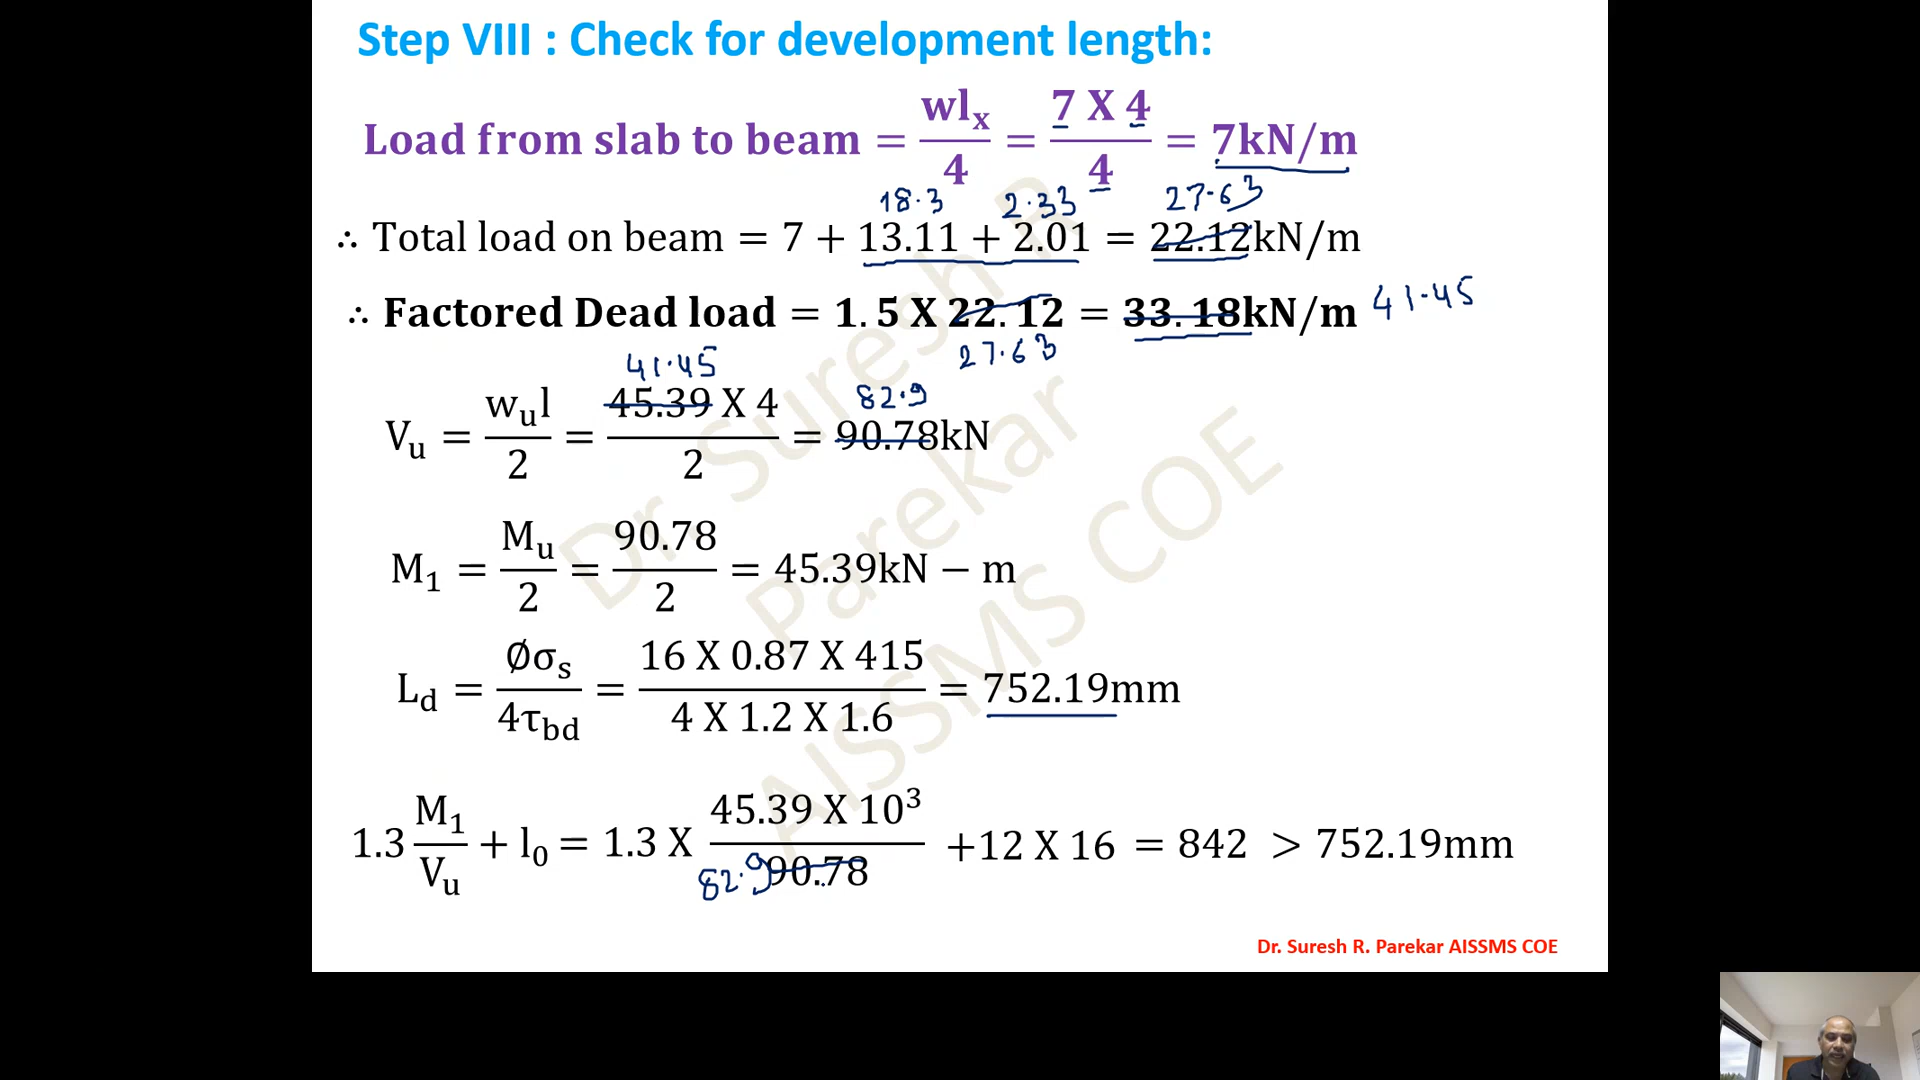 Step VIII : Check for development length:
Load from slab to beam = wlx/4 = 7 X 4/4 = 7kN/m
18.3 2.33 27.63
∴ Total load on beam = 7 + 13.11 + 2.01 = 22.12kN/m
∴ Factored Dead load = 1.5 X 22.12 = 33.18kN/m 41.45
41.45 27.63
82.9
Vu = wul/2 = 45.39 X 4/2 = 90.78kN
M1 = Mu/2 = 90.78/2 = 45.39kN − m
Ld = Øσs/4τbd = 16 X 0.87 X 415/4 X 1.2 X 1.6 = 752.19mm
1.3 M1/Vu + l0 = 1.3 X 45.39 X 10³/90.78 +12 X 16 = 842 > 752.19mm
82.9
Dr. Suresh R. Parekar AISSMS COE
Dr. Suresh R
Parekar
AISSMS COE